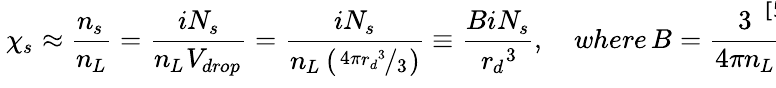 χ_s ≈ n_s/n_L = iN_s/(n_L V_drop) = iN_s/(n_L (4πr_d³/3)) ≡ BiN_s/r_d³, where B = 3/(4πn_L